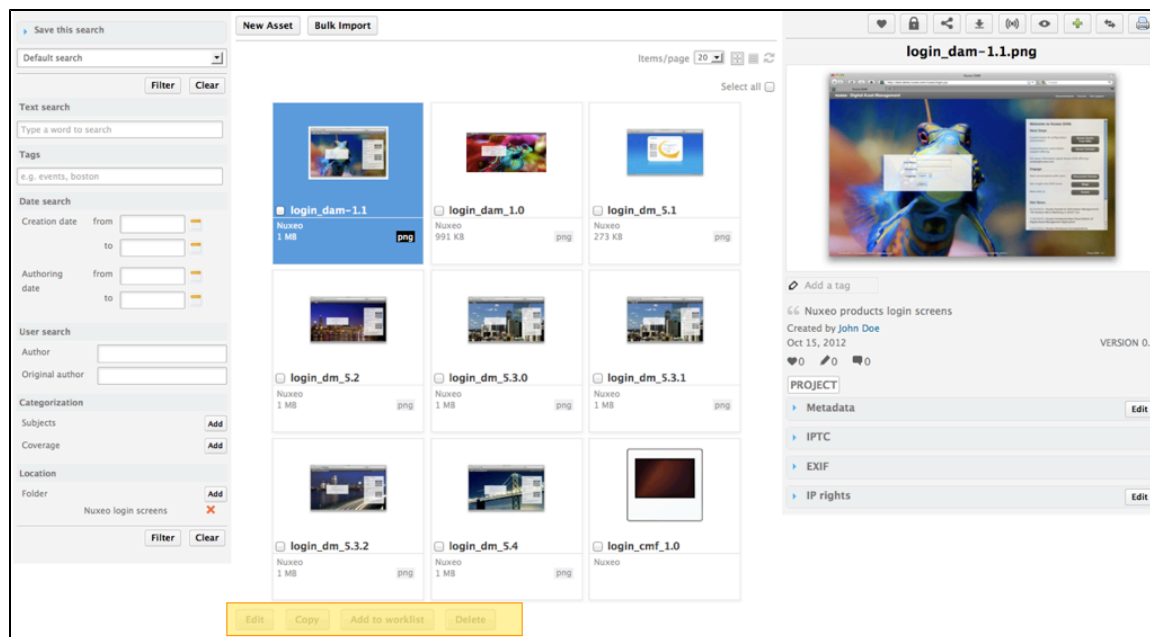 Save this search
Default search
Filter Clear
Text search
Type a word to search
Tags
e.g. events, boston
Date search
Creation date from
to
Authoring date from
to
User search
Author
Original author
Categorization
Subjects Add
Coverage Add
Location
Folder Add
Nuxeo login screens
Filter Clear
New Asset Bulk Import
Items/page 20
Select all
login_dam-1.1
Nuxeo
1 MB png
login_dam_1.0
Nuxeo
991 KB png
login_dm_5.1
Nuxeo
273 KB png
login_dm_5.2
Nuxeo
1 MB png
login_dm_5.3.0
Nuxeo
1 MB png
login_dm_5.3.1
Nuxeo
1 MB png
login_dm_5.3.2
Nuxeo
1 MB png
login_dm_5.4
Nuxeo
1 MB png
login_cmf_1.0
Nuxeo
Edit Copy Add to worklist Delete
login_dam-1.1.png
Add a tag
Nuxeo products login screens
Created by John Doe
Oct 15, 2012 VERSION 0.
0 0 0
PROJECT
Metadata Edit
IPTC
EXIF
IP rights Edit